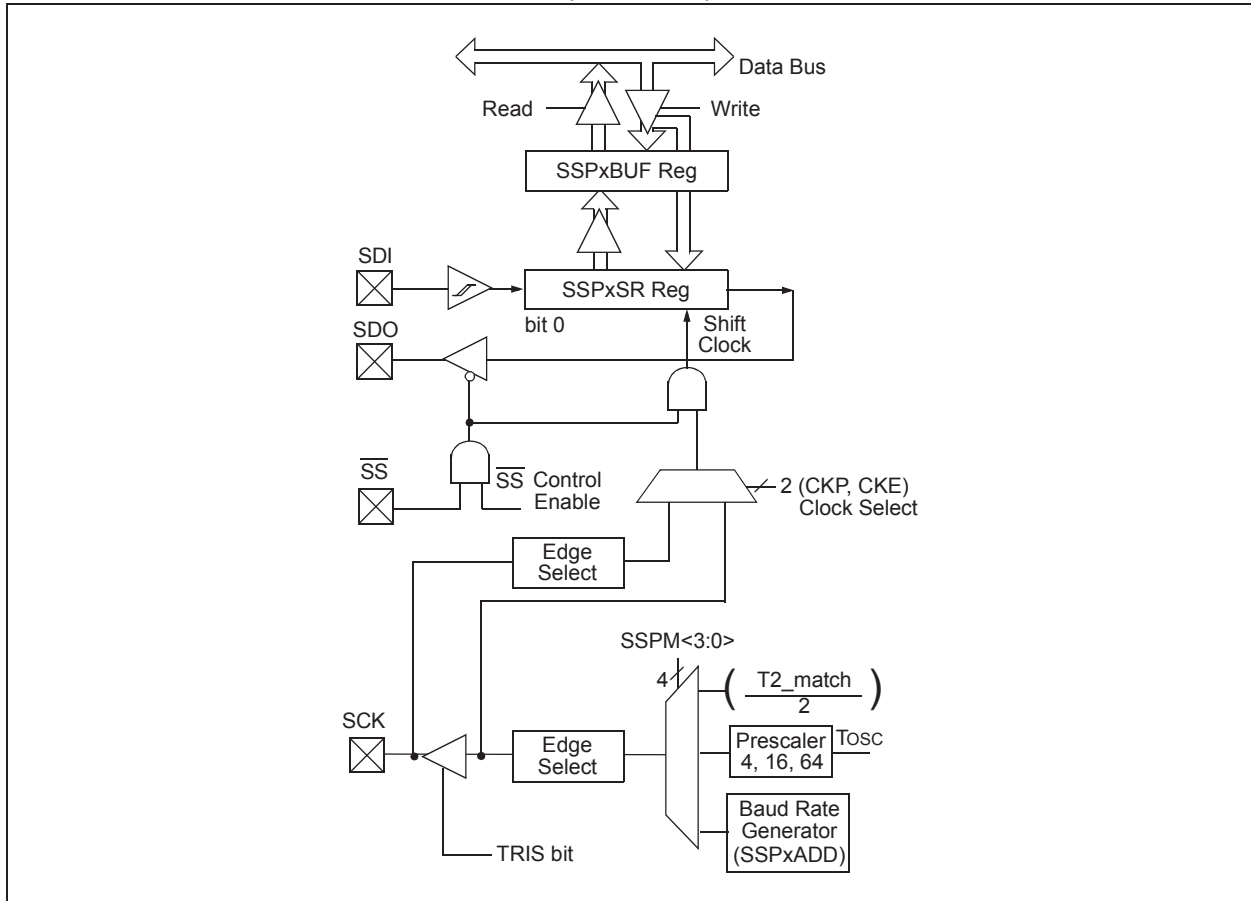 Data Bus
Read
Write
SSPxBUF Reg
SDI
SSPxSR Reg
bit 0
Shift
Clock
SDO
SS
SS Control
Enable
2 (CKP, CKE)
Clock Select
Edge
Select
SSPM<3:0>
4
( T2_match )
2
SCK
Edge
Select
Prescaler
4, 16, 64
TOSC
Baud Rate
Generator
(SSPxADD)
TRIS bit